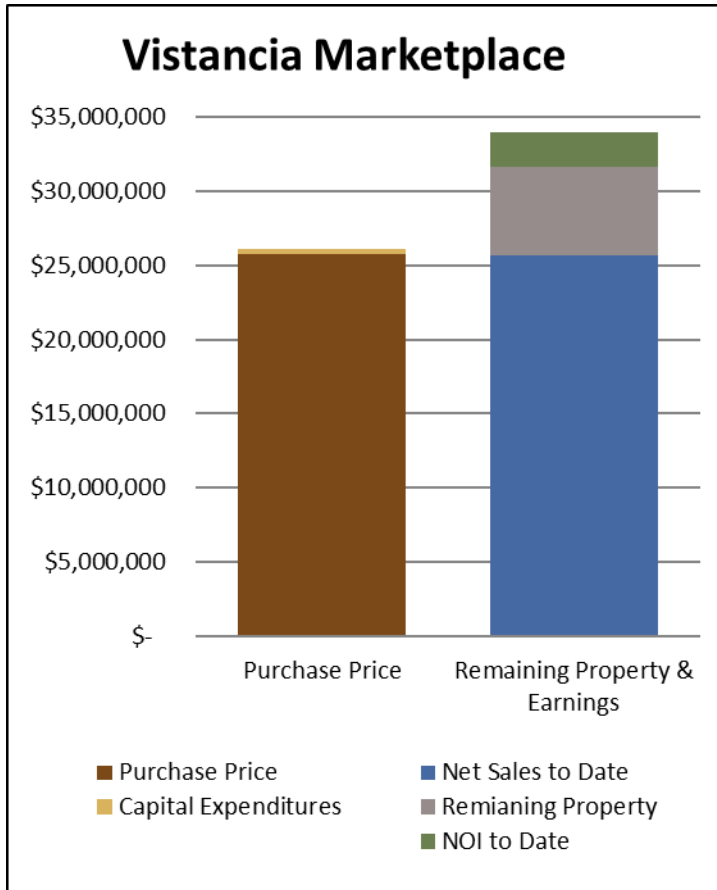 Vistancia Marketplace
$35,000,000
$30,000,000
$25,000,000
$20,000,000
$15,000,000
$10,000,000
$5,000,000
$-
Purchase Price
Remaining Property &
Earnings
Purchase Price
Net Sales to Date
Capital Expenditures
Remianing Property
NOI to Date